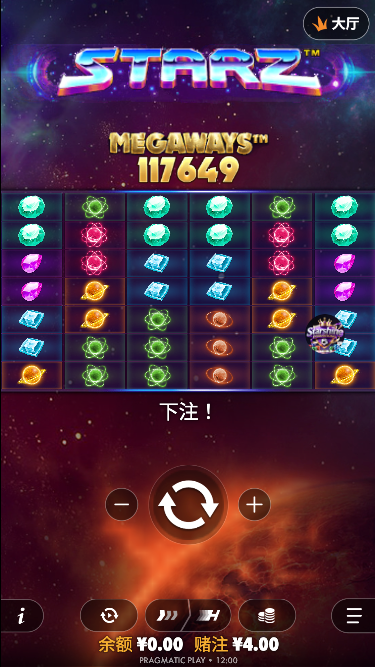 大厅
STARZ™
MEGAWAYS™
117649
Starshine
下注！
余额 ¥0.00 赌注 ¥4.00
PRAGMATIC PLAY • 12:00